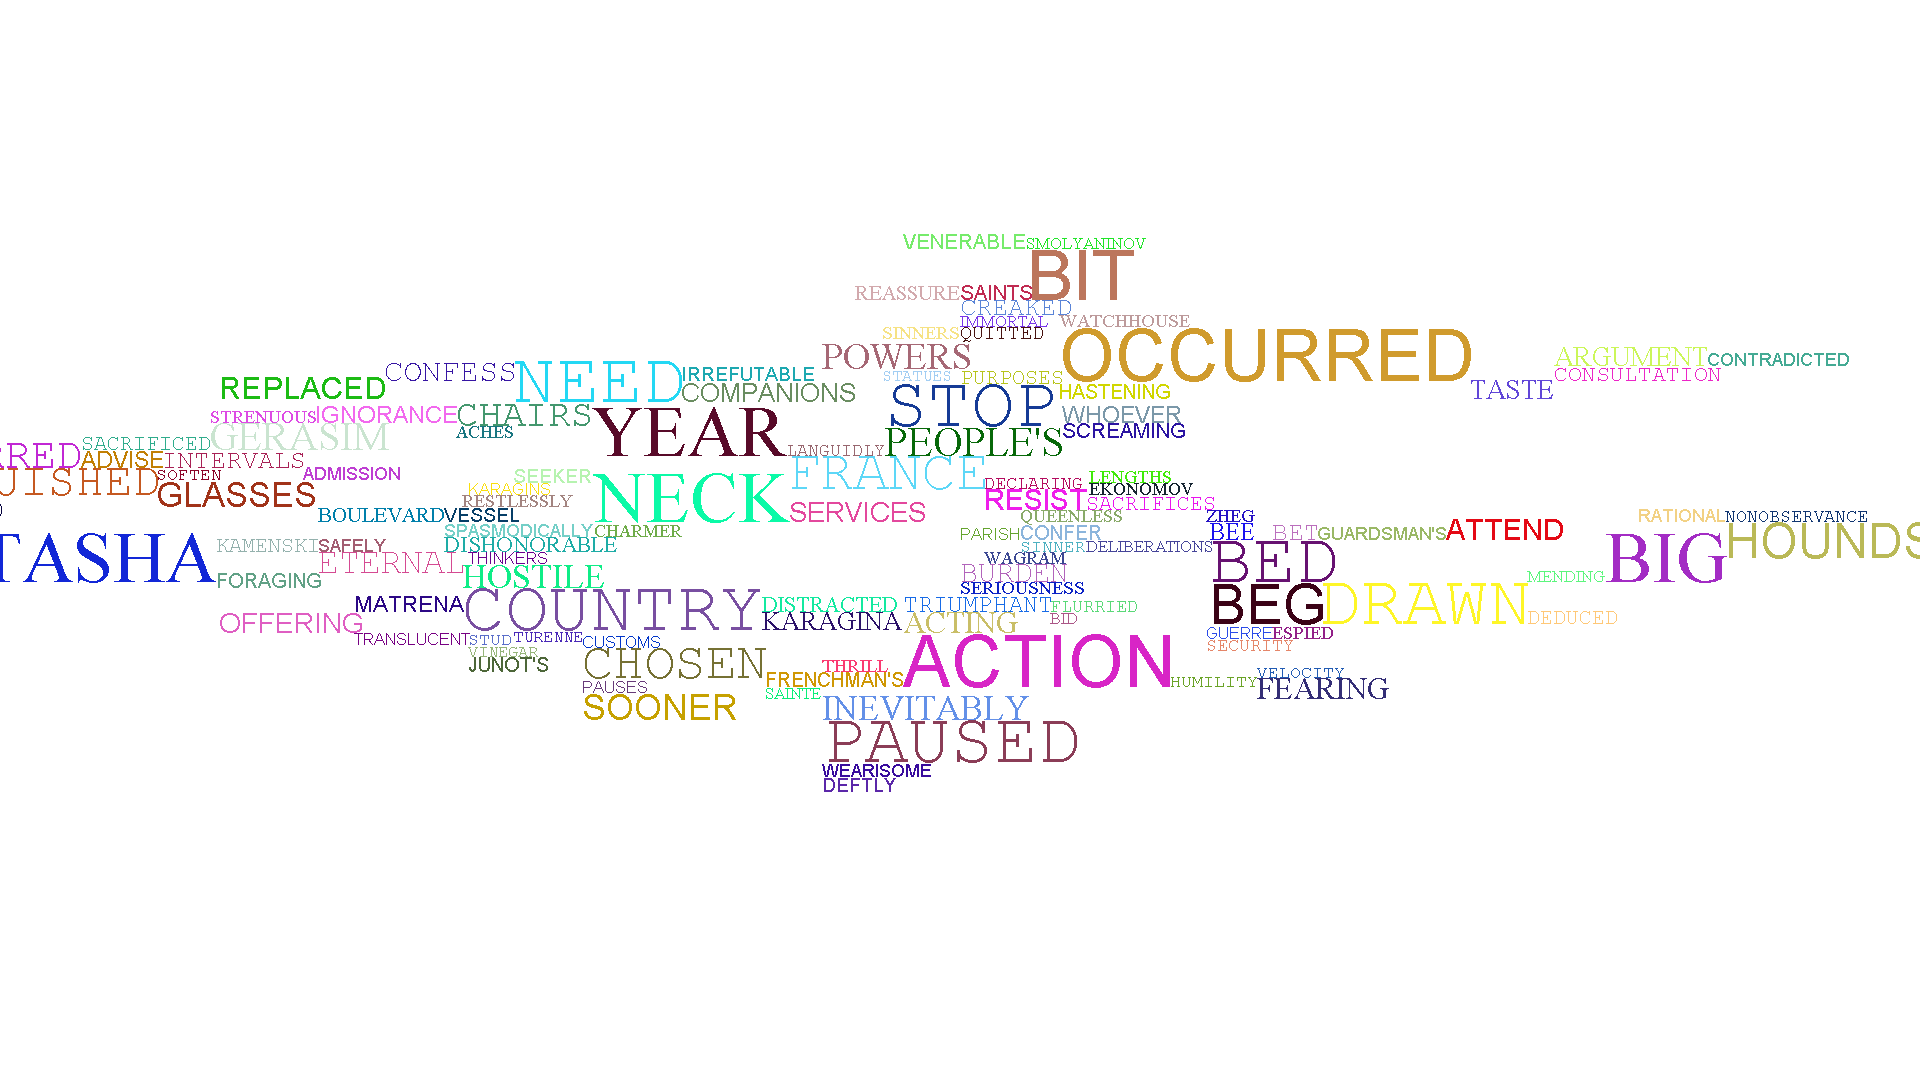 VENERABLE SMOLYANINOV
BIT
REASSURE SAINTS
CREAKED
IMMORTAL WATCHHOUSE
SINNERS QUITTED
OCCURRED
POWERS
ARGUMENT CONTRADICTED
CONFESS NEED IRREFUTABLE
STATUES PURPOSES
CONSULTATION
REPLACED
COMPANIONS
STOP HASTENING
TASTE
STRENUOUS IGNORANCE CHAIRS
WHOEVER
ACHES
YEAR
SCREAMING
GERASIM
SACRIFICED
LANGUIDLY PEOPLE'S
RRED ADVISE INTERVALS
UISHED SOFTEN ADMISSION
SEEKER
FRANCE
LENGTHS
DECLARING
KARAGINS
EKONOMOV
GLASSES
RESTLESSLY
NECK
RESIST SACRIFICES
BOULEVARD VESSEL
SERVICES
QUEENLESS
ZHEG
RATIONAL NONOBSERVANCE
SPASMODICALLY CHARMER
PARISH CONFER
BEE BET GUARDSMAN'S ATTEND
HOUNDS
KAMENSKI SAFELY
DISHONORABLE
SINNER DELIBERATIONS
TASHA
ETERNAL
THINKERS
WAGRAM
BED
BIG
FORAGING
HOSTILE
BURDEN
MENDING
SERIOUSNESS
MATRENA COUNTRY DISTRACTED TRIUMPHANT FLURRIED
BEG DRAWN DEDUCED
OFFERING
KARAGINA ACTING
BID
TRANSLUCENT STUD TURENNE CUSTOMS
GUERRE ESPIED
VINEGAR
SECURITY
JUNOT'S
CHOSEN
THRILL
ACTION
VELOCITY
FRENCHMAN'S
HUMILITY FEARING
PAUSES
SAINTE
SOONER
INEVITABLY
PAUSED
WEARISOME
DEFTLY